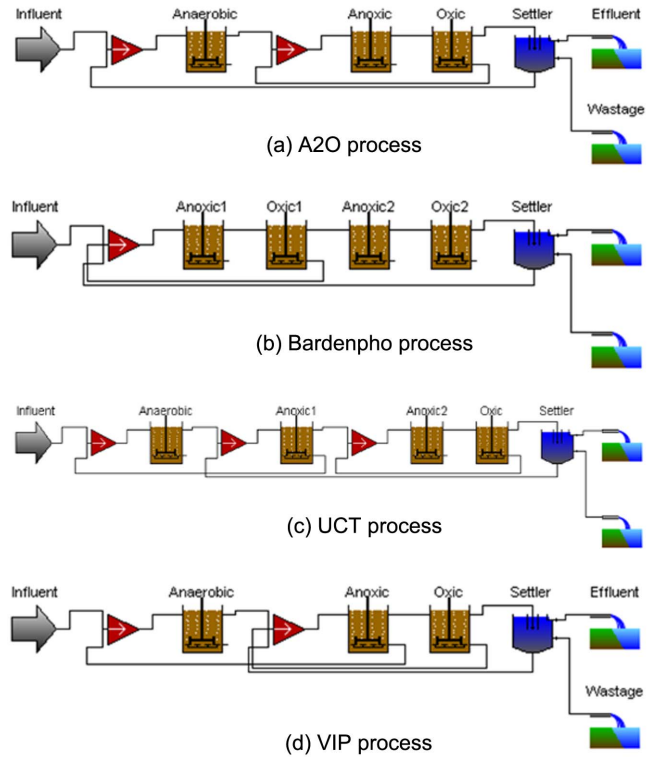 Influent Anaerobic Anoxic Oxic Settler Effluent
Wastage
(a) A2O process
Influent Anoxic1 Oxic1 Anoxic2 Oxic2 Settler
(b) Bardenpho process
Influent Anaerobic Anoxic1 Anoxic2 Oxic Settler
(c) UCT process
Influent Anaerobic Anoxic Oxic Settler Effluent
Wastage
(d) VIP process